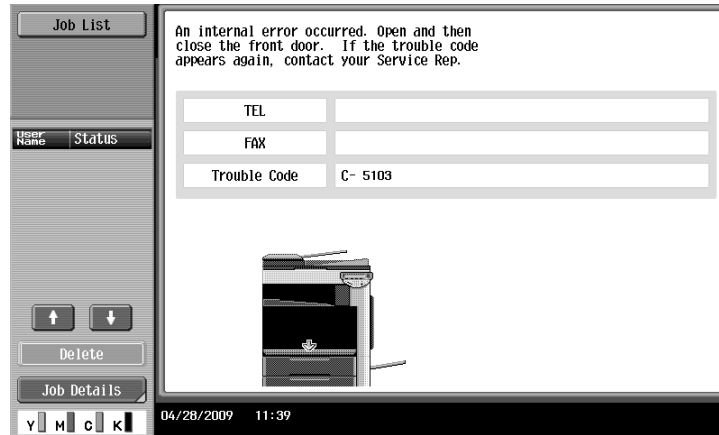 Job List
An internal error occurred. Open and then
close the front door. If the trouble code
appears again, contact your Service Rep.
TEL
FAX
Trouble Code C- 5103
User Name Status
Delete
Job Details
Y M C K
04/28/2009 11:39